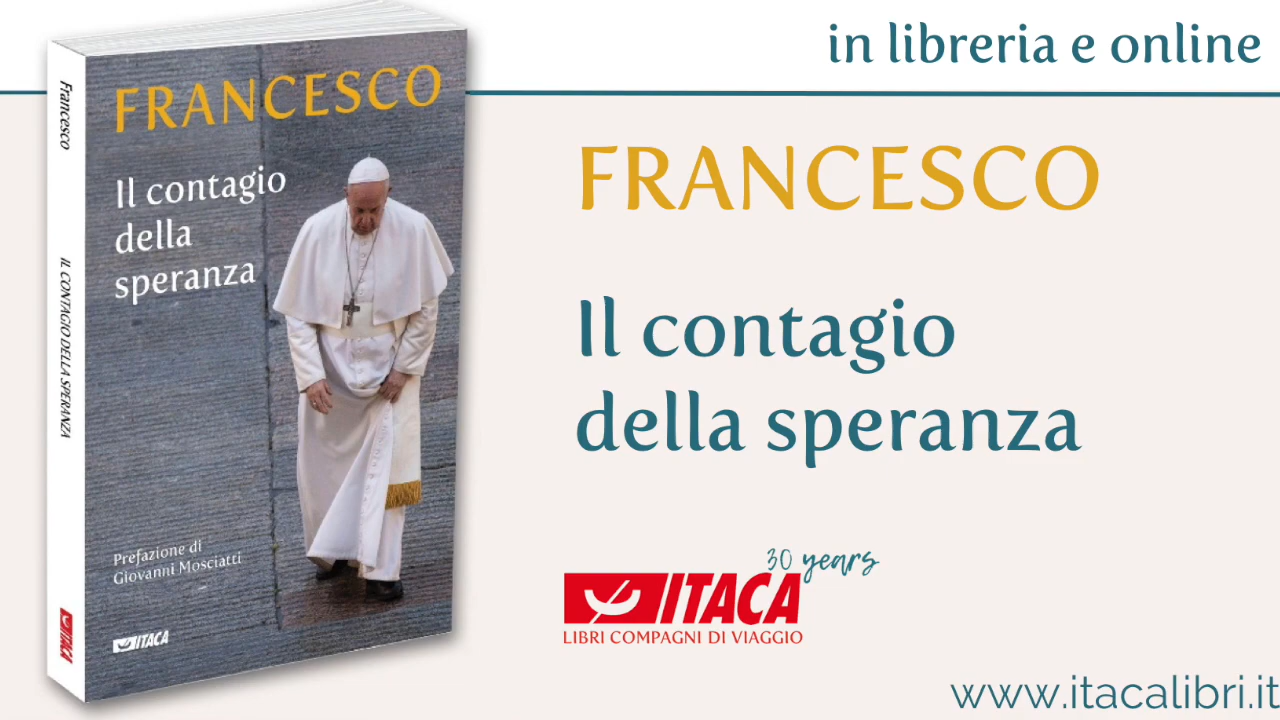 Francesco
IL CONTAGIO DELLA SPERANZA
ITACA
FRANCESCO
Il contagio
della
speranza
Prefazione di
Giovanni Mosciatti
ITACA
in libreria e online
FRANCESCO
Il contagio
della speranza
30 years
ITACA
LIBRI COMPAGNI DI VIAGGIO
www.itacalibri.it